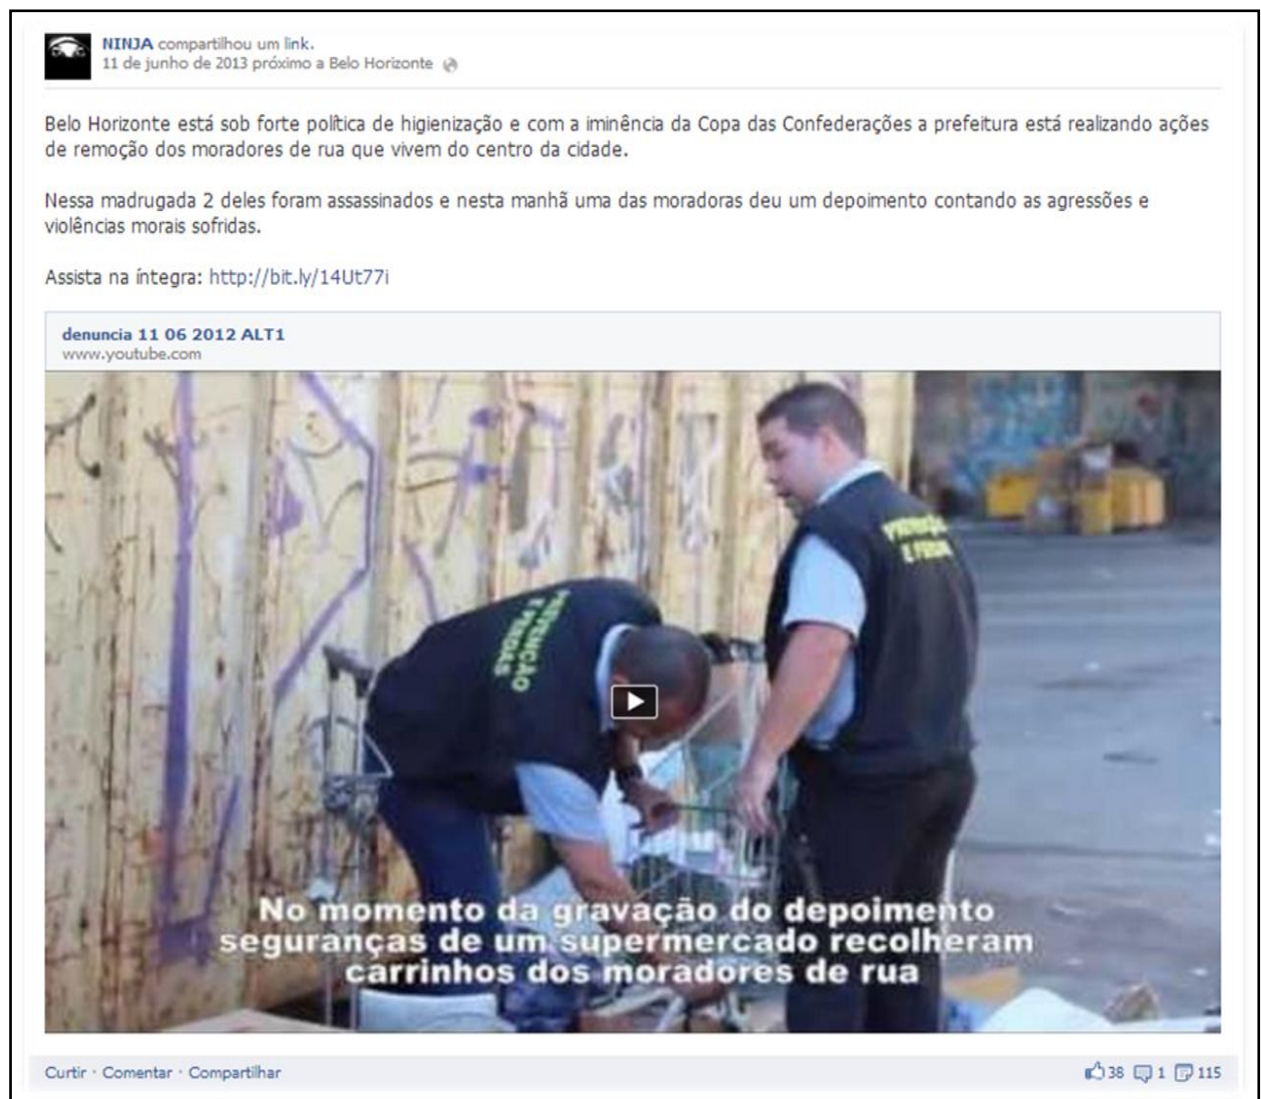 NINJA compartilhou um link.
11 de junho de 2013 próximo a Belo Horizonte
Belo Horizonte está sob forte política de higienização e com a iminência da Copa das Confederações a prefeitura está realizando ações
de remoção dos moradores de rua que vivem do centro da cidade.
Nessa madrugada 2 deles foram assassinados e nesta manhã uma das moradoras deu um depoimento contando as agressões e
violências morais sofridas.
Assista na íntegra: http://bit.ly/14Ut77i
denuncia 11 06 2012 ALT1
www.youtube.com
PREVENÇÃO
E PERDAS
No momento da gravação do depoimento
seguranças de um supermercado recolheram
carrinhos dos moradores de rua
Curtir · Comentar · Compartilhar
38 1 115